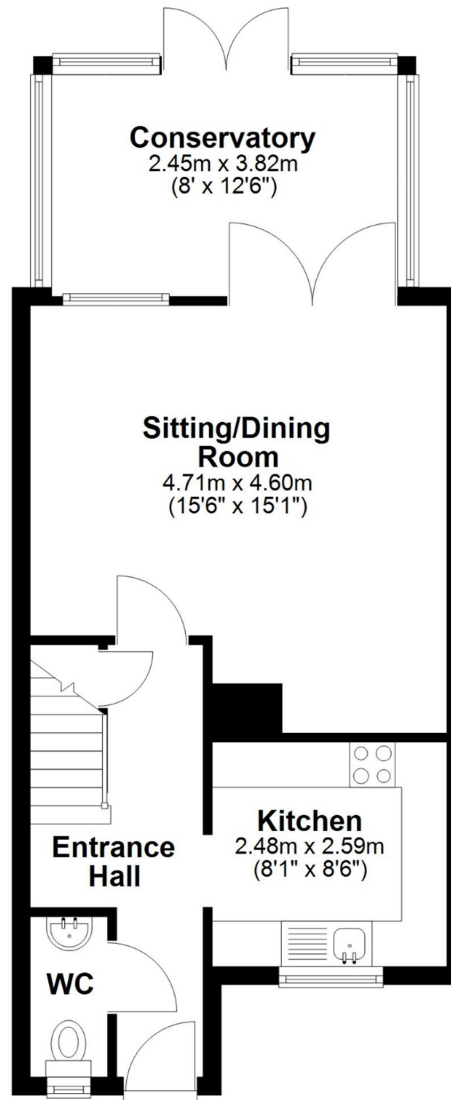 Conservatory
2.45m x 3.82m
(8' x 12'6")
Sitting/Dining
Room
4.71m x 4.60m
(15'6" x 15'1")
Kitchen
2.48m x 2.59m
(8'1" x 8'6")
Entrance
Hall
WC